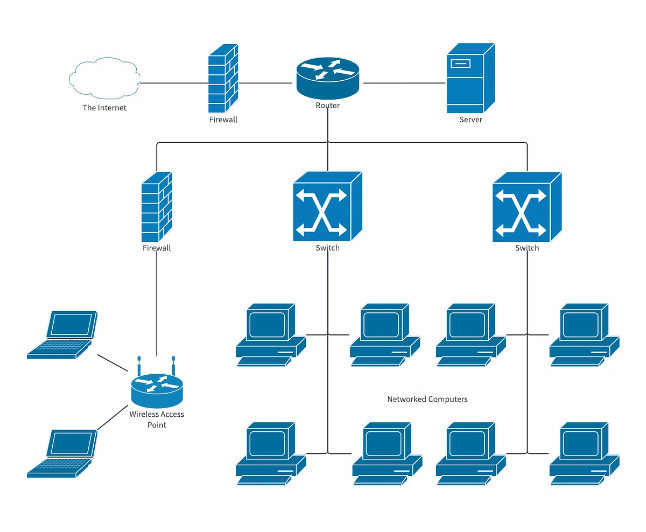 The Internet
Firewall
Router
Server
Firewall
Switch
Switch
Networked Computers
Wireless Access
Point